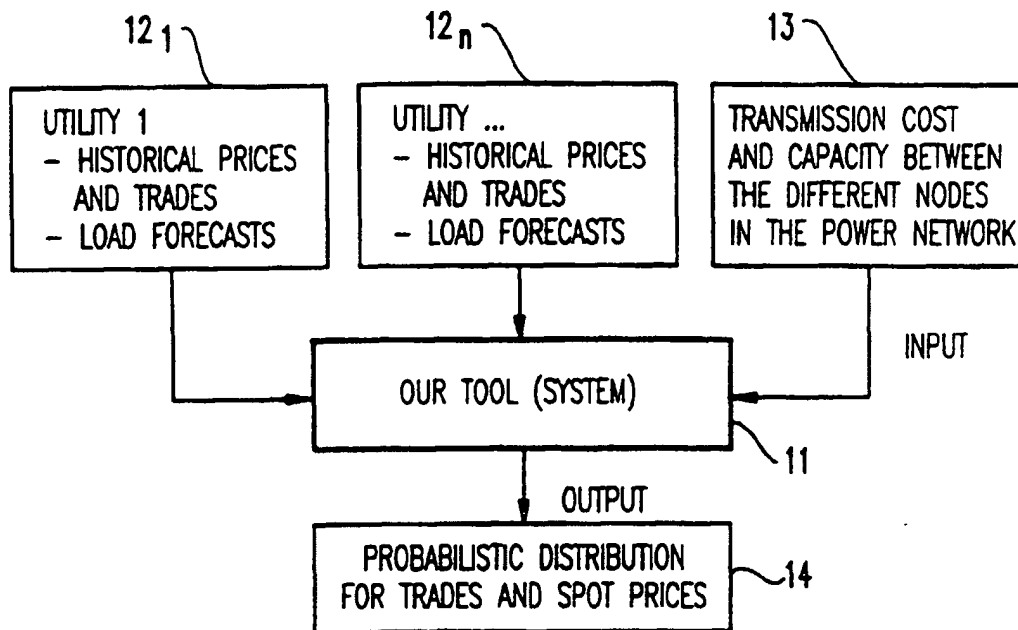 12 1
12 n
13
UTILITY 1
– HISTORICAL PRICES
AND TRADES
– LOAD FORECASTS
UTILITY ...
– HISTORICAL PRICES
AND TRADES
– LOAD FORECASTS
TRANSMISSION COST
AND CAPACITY BETWEEN
THE DIFFERENT NODES
IN THE POWER NETWORK
INPUT
OUR TOOL (SYSTEM)
11
OUTPUT
PROBABILISTIC DISTRIBUTION
FOR TRADES AND SPOT PRICES
14